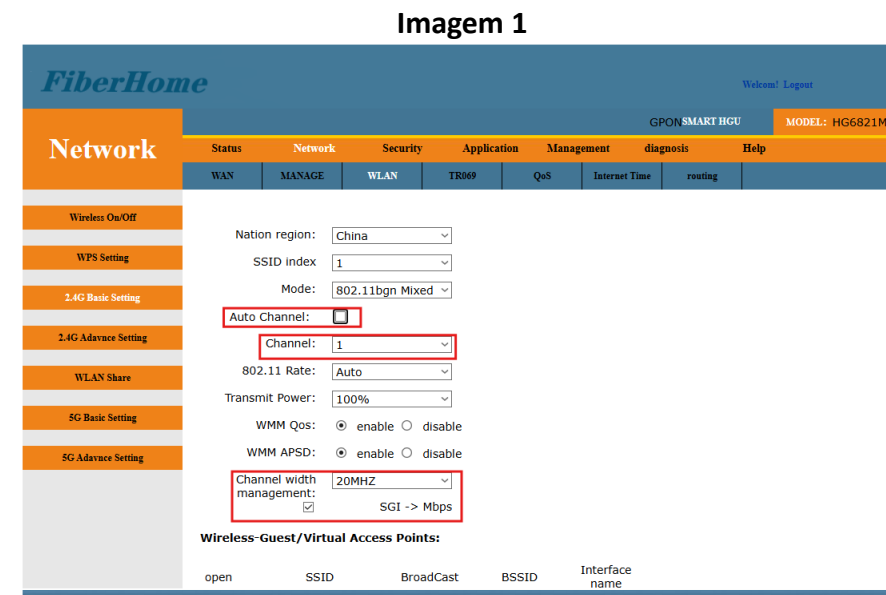 Imagem 1
FiberHome
Welcom! Logout
GPONSMART HGU MODEL: HG6821M
Network
Status Network Security Application Management diagnosis Help
WAN MANAGE WLAN TR069 QoS Internet Time routing
Wireless On/Off
WPS Setting
2.4G Basic Setting
2.4G Adavnce Setting
WLAN Share
5G Basic Setting
5G Adavnce Setting
Nation region: China
SSID index 1
Mode: 802.11bgn Mixed
Auto Channel:
Channel: 1
802.11 Rate: Auto
Transmit Power: 100%
WMM Qos: enable disable
WMM APSD: enable disable
Channel width 20MHZ
management:
SGI -> Mbps
Wireless-Guest/Virtual Access Points:
open SSID BroadCast BSSID Interface
name